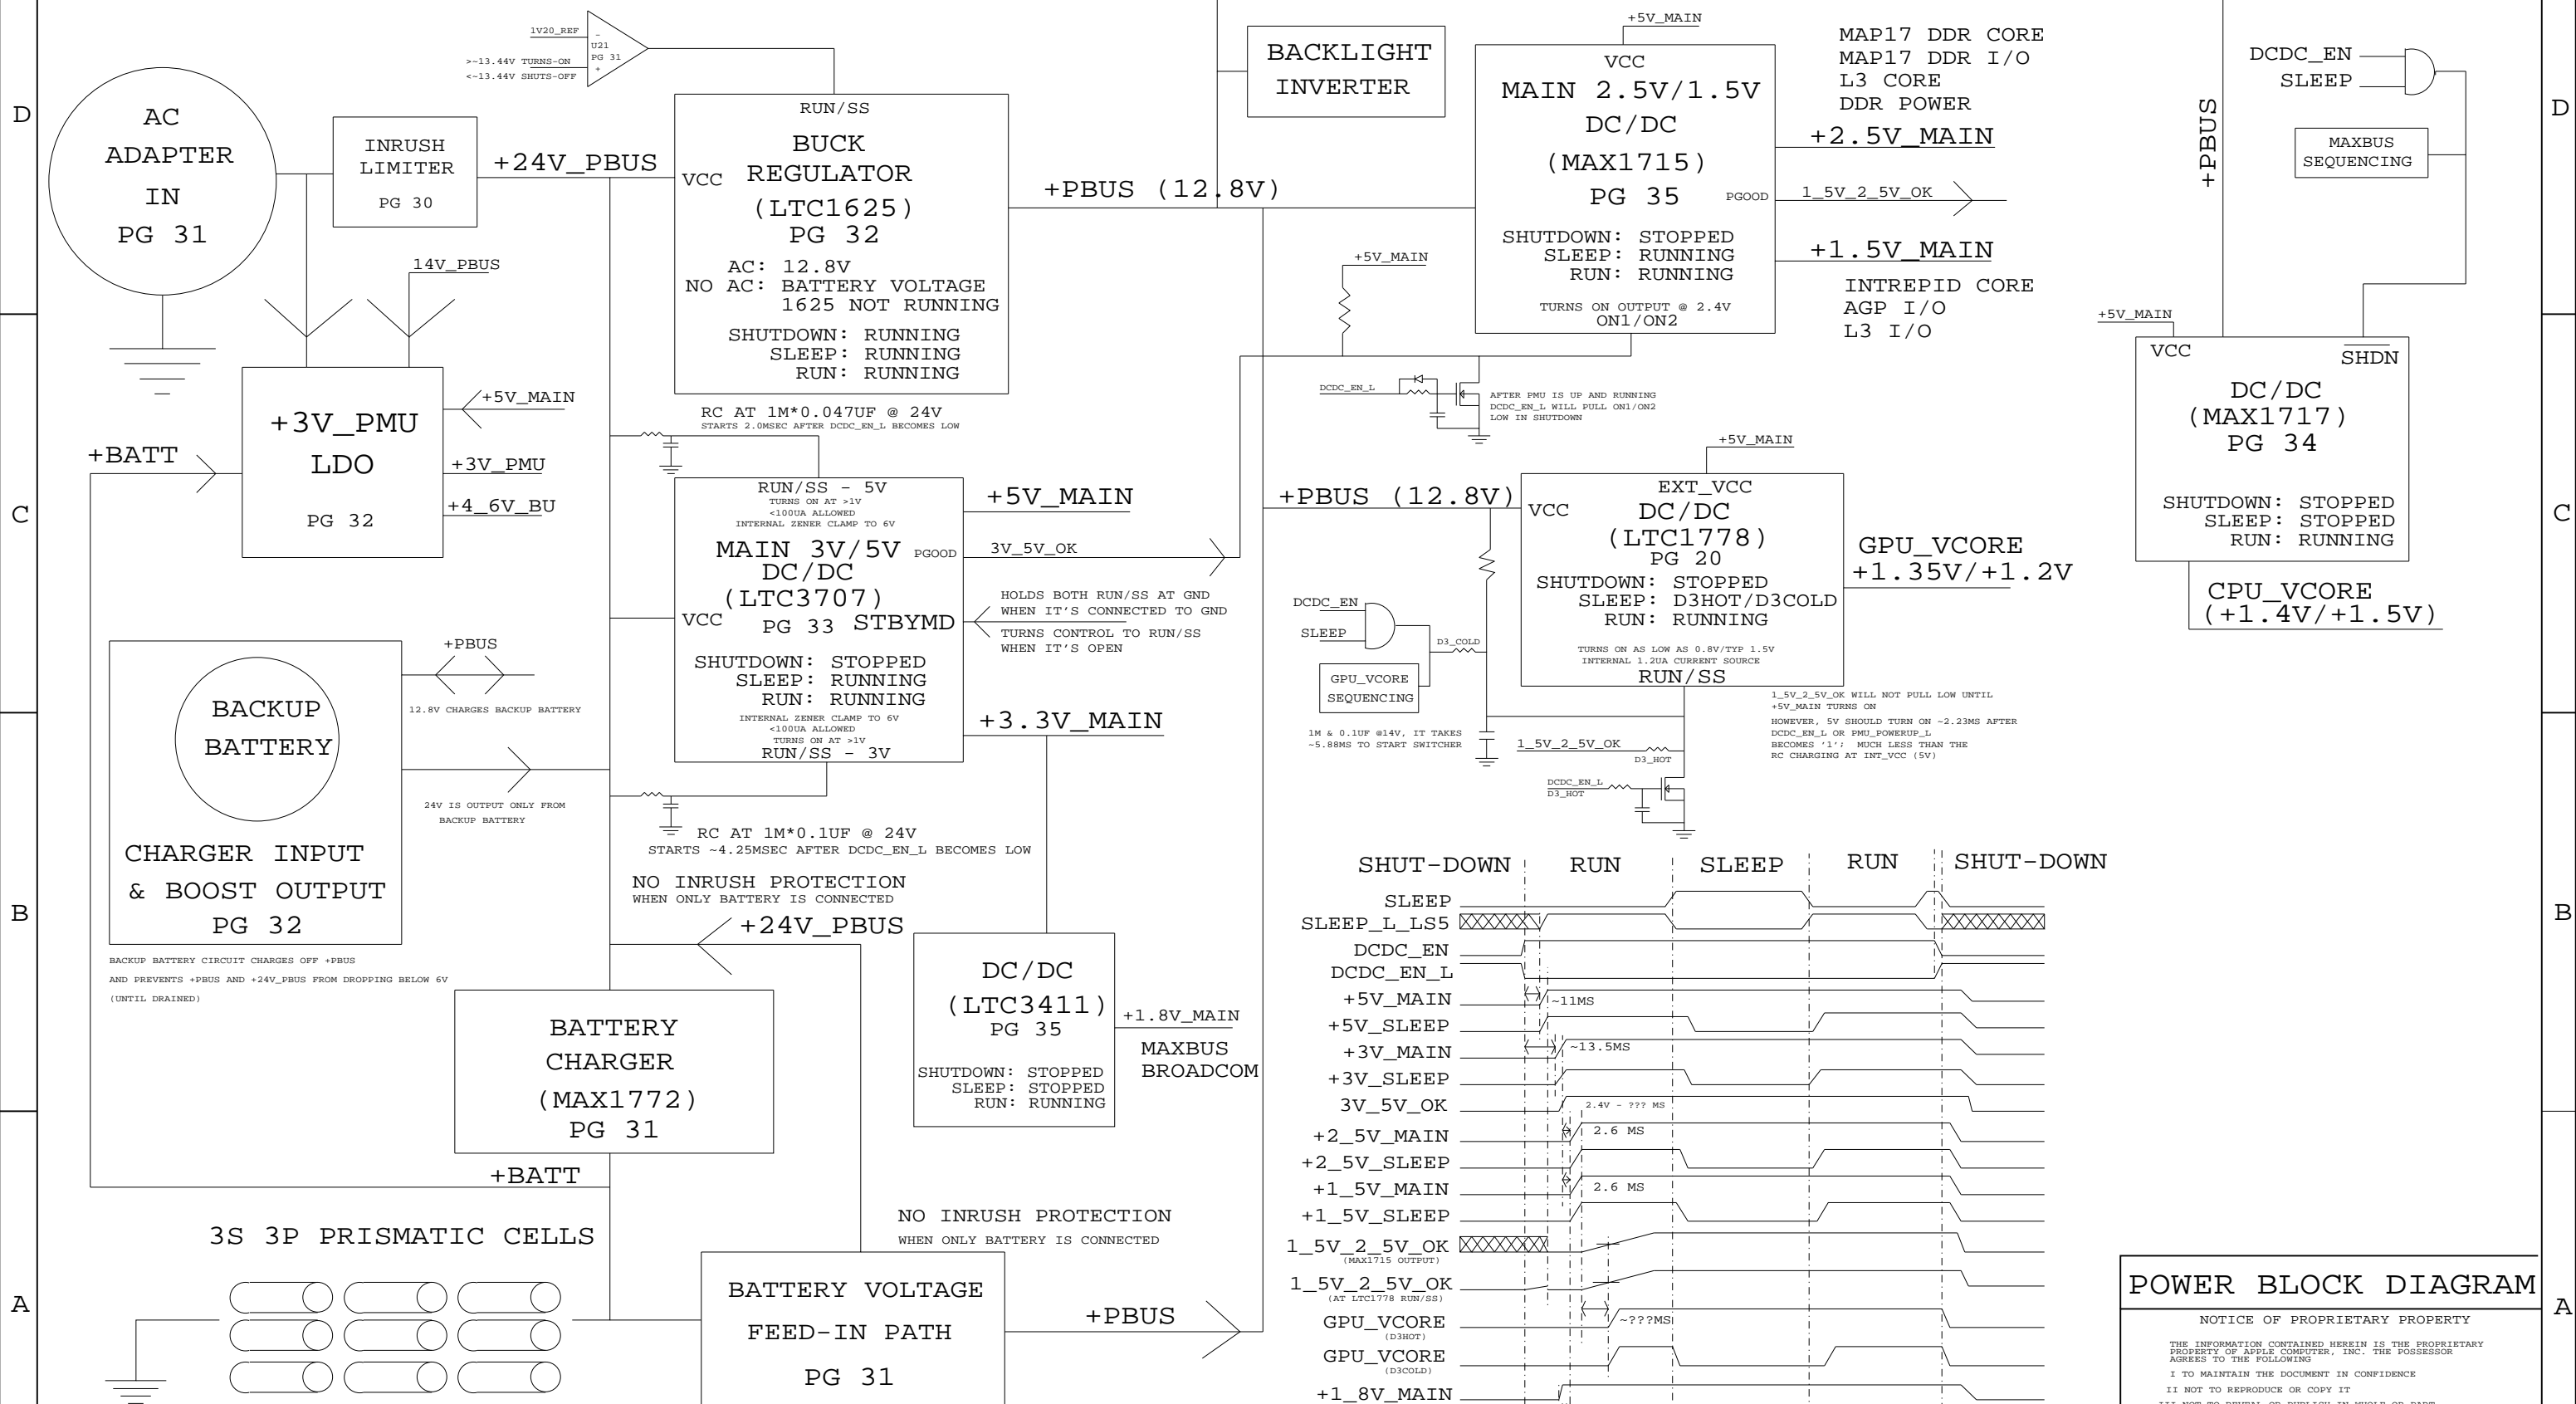 D
AC
ADAPTER
IN
PG 31
1V20_REF
>~13.44V TURNS-ON
<~13.44V SHUTS-OFF
-
U21
PG 31
+
INRUSH
LIMITER
PG 30
+24V_PBUS
14V_PBUS
RUN/SS
BUCK
VCC REGULATOR
(LTC1625)
PG 32
AC: 12.8V
NO AC: BATTERY VOLTAGE
1625 NOT RUNNING
SHUTDOWN: RUNNING
SLEEP: RUNNING
RUN: RUNNING
+PBUS (12.8V)
BACKLIGHT
INVERTER
+5V_MAIN
VCC
MAIN 2.5V/1.5V
DC/DC
(MAX1715)
PG 35
PGOOD
SHUTDOWN: STOPPED
SLEEP: RUNNING
RUN: RUNNING
TURNS ON OUTPUT @ 2.4V
ON1/ON2
MAP17 DDR CORE
MAP17 DDR I/O
L3 CORE
DDR POWER
+2.5V_MAIN
1_5V_2_5V_OK
+1.5V_MAIN
INTREPID CORE
AGP I/O
L3 I/O
+PBUS
DCDC_EN
SLEEP
MAXBUS
SEQUENCING
D
C
+3V_PMU
LDO
PG 32
+5V_MAIN
+3V_PMU
+4_6V_BU
+BATT
RC AT 1M*0.047UF @ 24V
STARTS 2.0MSEC AFTER DCDC_EN_L BECOMES LOW
RUN/SS - 5V
TURNS ON AT >1V
<100UA ALLOWED
INTERNAL ZENER CLAMP TO 6V
MAIN 3V/5V
PGOOD
DC/DC
(LTC3707)
VCC
PG 33
STBYMD
SHUTDOWN: STOPPED
SLEEP: RUNNING
RUN: RUNNING
INTERNAL ZENER CLAMP TO 6V
<100UA ALLOWED
TURNS ON AT >1V
RUN/SS - 3V
+5V_MAIN
3V_5V_OK
HOLDS BOTH RUN/SS AT GND
WHEN IT'S CONNECTED TO GND
TURNS CONTROL TO RUN/SS
WHEN IT'S OPEN
+3.3V_MAIN
+5V_MAIN
DCDC_EN_L
AFTER PMU IS UP AND RUNNING
DCDC_EN_L WILL PULL ON1/ON2
LOW IN SHUTDOWN
+5V_MAIN
+PBUS (12.8V)
EXT_VCC
VCC
DC/DC
(LTC1778)
PG 20
SHUTDOWN: STOPPED
SLEEP: D3HOT/D3COLD
RUN: RUNNING
TURNS ON AS LOW AS 0.8V/TYP 1.5V
INTERNAL 1.2UA CURRENT SOURCE
RUN/SS
GPU_VCORE
+1.35V/+1.2V
DCDC_EN
SLEEP
D3_COLD
GPU_VCORE
SEQUENCING
1M & 0.1UF @14V, IT TAKES
~5.88MS TO START SWITCHER
1_5V_2_5V_OK
D3_HOT
DCDC_EN_L
D3_HOT
1_5V_2_5V_OK WILL NOT PULL LOW UNTIL
+5V_MAIN TURNS ON
HOWEVER, 5V SHOULD TURN ON ~2.23MS AFTER
DCDC_EN_L OR PMU_POWERUP_L
BECOMES '1'; MUCH LESS THAN THE
RC CHARGING AT INT_VCC (5V)
+5V_MAIN
VCC
SHDN
DC/DC
(MAX1717)
PG 34
SHUTDOWN: STOPPED
SLEEP: STOPPED
RUN: RUNNING
CPU_VCORE
(+1.4V/+1.5V)
C
B
BACKUP
BATTERY
CHARGER INPUT
& BOOST OUTPUT
PG 32
+PBUS
12.8V CHARGES BACKUP BATTERY
24V IS OUTPUT ONLY FROM
BACKUP BATTERY
BACKUP BATTERY CIRCUIT CHARGES OFF +PBUS
AND PREVENTS +PBUS AND +24V_PBUS FROM DROPPING BELOW 6V
(UNTIL DRAINED)
RC AT 1M*0.1UF @ 24V
STARTS ~4.25MSEC AFTER DCDC_EN_L BECOMES LOW
NO INRUSH PROTECTION
WHEN ONLY BATTERY IS CONNECTED
+24V_PBUS
BATTERY
CHARGER
(MAX1772)
PG 31
DC/DC
(LTC3411)
PG 35
SHUTDOWN: STOPPED
SLEEP: STOPPED
RUN: RUNNING
+1.8V_MAIN
MAXBUS
BROADCOM
B
A
+BATT
3S 3P PRISMATIC CELLS
NO INRUSH PROTECTION
WHEN ONLY BATTERY IS CONNECTED
BATTERY VOLTAGE
FEED-IN PATH
PG 31
+PBUS
SHUT-DOWN RUN SLEEP RUN SHUT-DOWN
SLEEP
SLEEP_L_LS5
DCDC_EN
DCDC_EN_L
+5V_MAIN ~11MS
+5V_SLEEP
+3V_MAIN ~13.5MS
+3V_SLEEP
3V_5V_OK 2.4V - ??? MS
+2_5V_MAIN 2.6 MS
+2_5V_SLEEP
+1_5V_MAIN 2.6 MS
+1_5V_SLEEP
1_5V_2_5V_OK
(MAX1715 OUTPUT)
1_5V_2_5V_OK
(AT LTC1778 RUN/SS)
GPU_VCORE ~???MS
(D3HOT)
GPU_VCORE
(D3COLD)
+1_8V_MAIN
POWER BLOCK DIAGRAM
NOTICE OF PROPRIETARY PROPERTY
THE INFORMATION CONTAINED HEREIN IS THE PROPRIETARY
PROPERTY OF APPLE COMPUTER, INC. THE POSSESSOR
AGREES TO THE FOLLOWING
I TO MAINTAIN THE DOCUMENT IN CONFIDENCE
II NOT TO REPRODUCE OR COPY IT
A